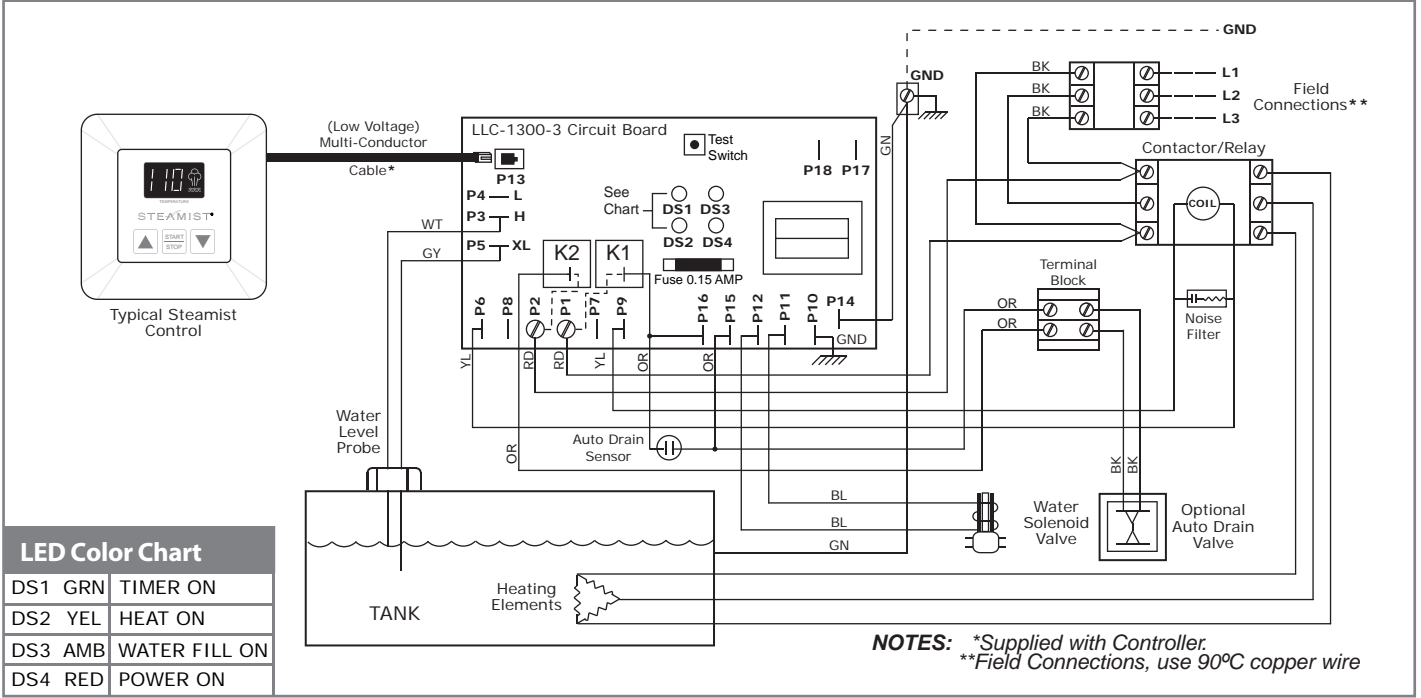 GND
GND
BK
BK
BK
L1
L2
L3
Field
Connections**
(Low Voltage)
Multi-Conductor
Cable*
LLC-1300-3 Circuit Board
Test
Switch
P13
P18 P17
GN
Contactor/Relay
COIL
110
TEMPERATURE
STEAMIST
START
STOP
Typical Steamist
Control
P4 L
P3 H
P5 XL
WT
GY
See
Chart
DS1 DS3
DS2 DS4
K2 K1
Fuse 0.15 AMP
P6
P8
P2
P1
P7
P9
P16
P15
P12
P11
P10
P14
GND
YL
RD
RD
YL
OR
OR
Terminal
Block
OR
OR
Noise
Filter
Water
Level
Probe
OR
Auto Drain
Sensor
BK
BK
BL
BL
GN
Water
Solenoid
Valve
Optional
Auto Drain
Valve
Heating
Elements
TANK
LED Color Chart
DS1 GRN TIMER ON
DS2 YEL HEAT ON
DS3 AMB WATER FILL ON
DS4 RED POWER ON
NOTES: *Supplied with Controller.
**Field Connections, use 90ºC copper wire